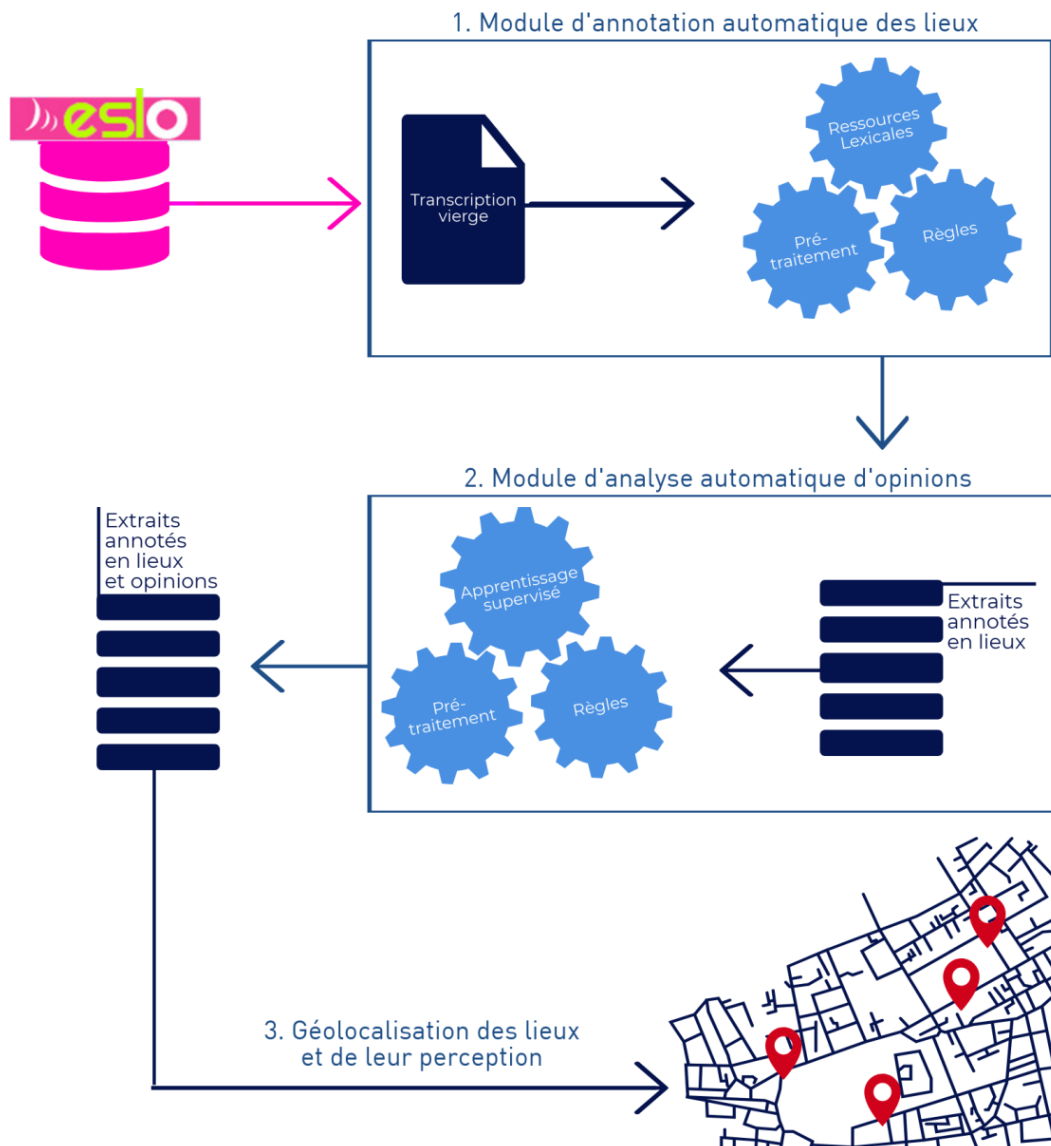 1. Module d'annotation automatique des lieux
eslo
Transcription
vierge
Ressources
Lexicales
Pré-
traitement
Règles
2. Module d'analyse automatique d'opinions
Extraits
annotés
en lieux
et opinions
Apprentissage
supervisé
Pré-
traitement
Règles
Extraits
annotés
en lieux
3. Géolocalisation des lieux
et de leur perception